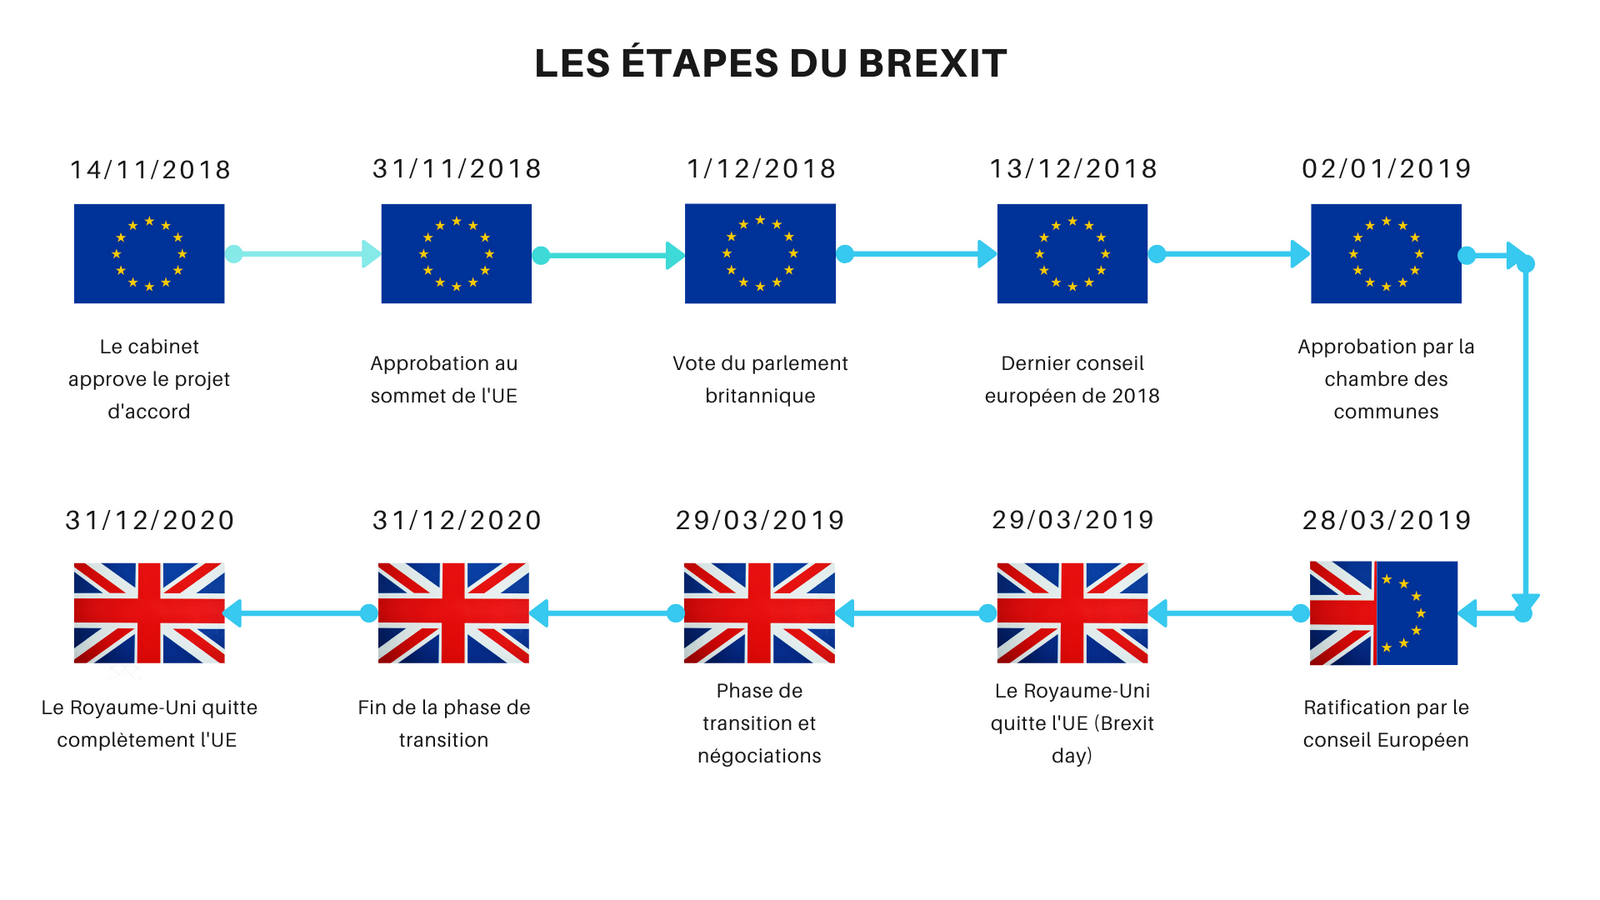 LES ÉTAPES DU BREXIT
14/11/2018
31/11/2018
1/12/2018
13/12/2018
02/01/2019
Le cabinet
approve le projet
d'accord
Approbation au
sommet de l'UE
Vote du parlement
britannique
Dernier conseil
européen de 2018
Approbation par la
chambre des
communes
31/12/2020
31/12/2020
29/03/2019
29/03/2019
28/03/2019
Le Royaume-Uni quitte
complètement l'UE
Fin de la phase de
transition
Phase de
transition et
négociations
Le Royaume-Uni
quitte l'UE (Brexit
day)
Ratification par le
conseil Européen